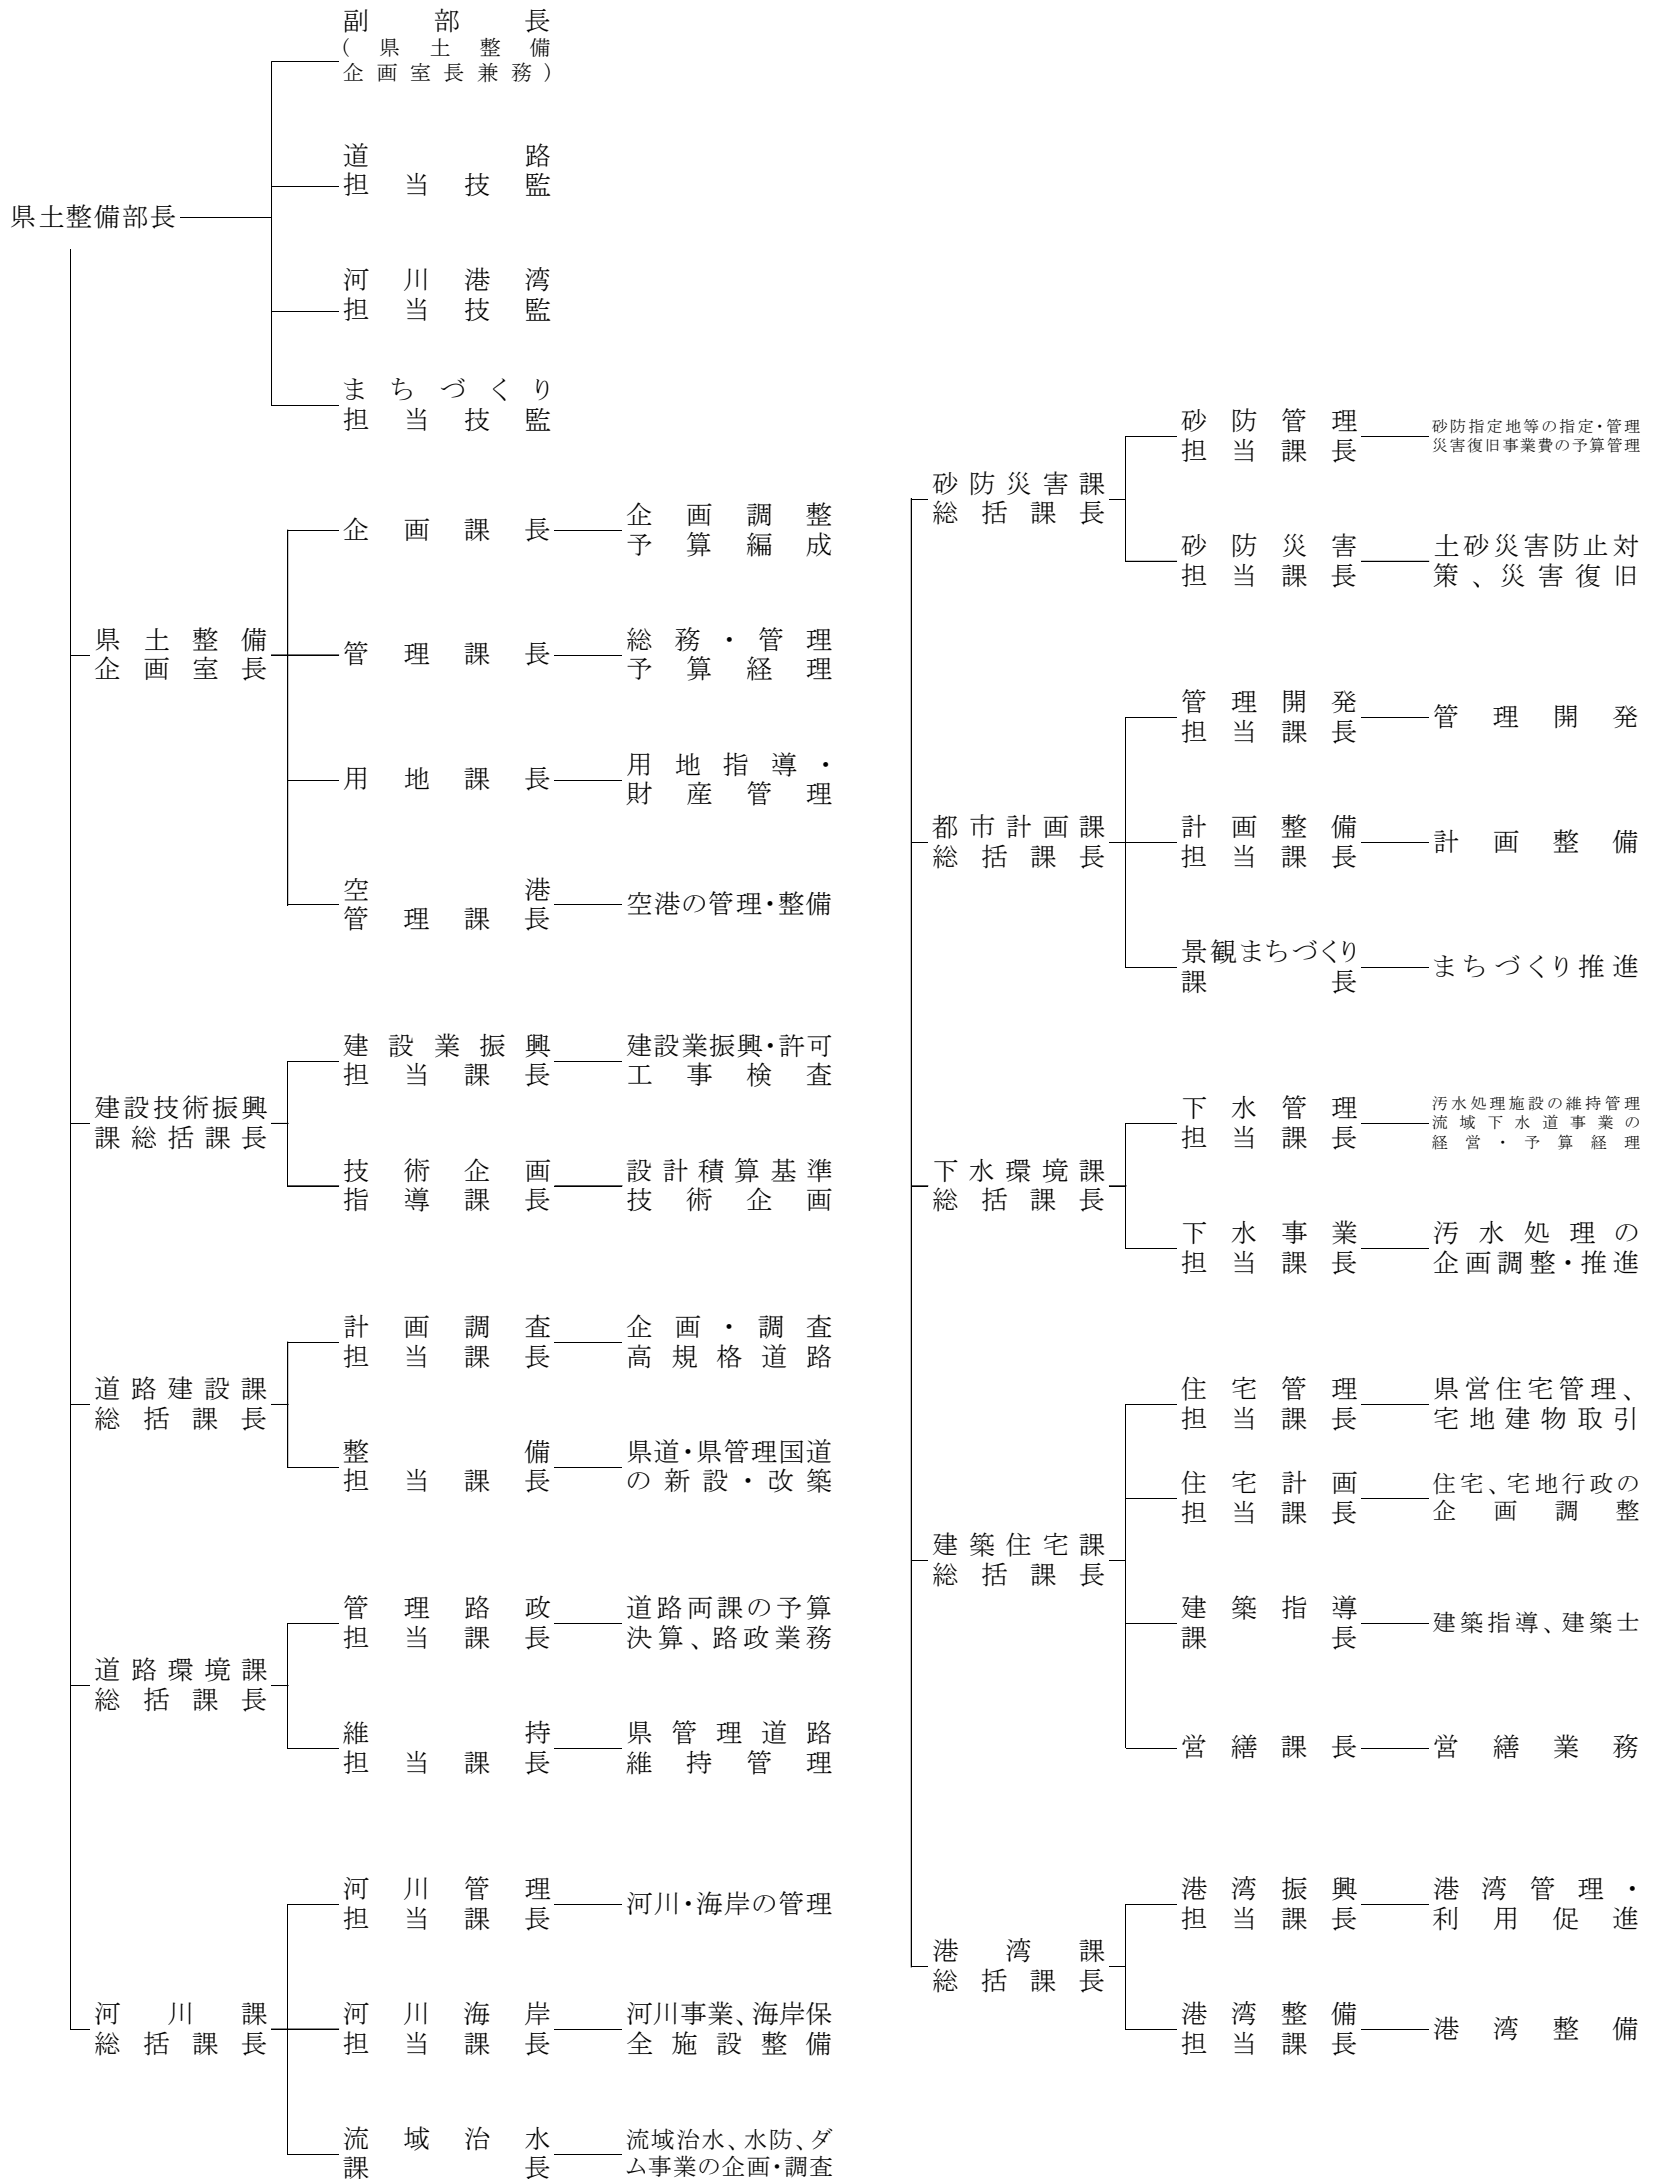 県土整備部長
副部長
(県土整備
企画室長兼務)
道路
担当技監
河川港湾
担当技監
まちづくり
担当技監
県土整備
企画室長
企画課長
企画調整
予算編成
管理課長
総務・管理
予算経理
用地課長
用地指導・
財産管理
空港
管理課長
空港の管理・整備
建設技術振興
課総括課長
建設業振興
担当課長
建設業振興・許可
工事検査
技術企画
指導課長
設計積算基準
技術企画
道路建設課
総括課長
計画調査
担当課長
企画・調査
高規格道路
整備
担当課長
県道・県管理国道
の新設・改築
道路環境課
総括課長
管理路政
担当課長
道路両課の予算
決算、路政業務
維持
担当課長
県管理道路
維持管理
河川課
総括課長
河川管理
担当課長
河川・海岸の管理
河川海岸
担当課長
河川事業、海岸保
全施設整備
流域治水
課長
流域治水、水防、ダ
ム事業の企画・調査
砂防災害課
総括課長
砂防管理
担当課長
砂防指定地等の指定・管理
災害復旧事業費の予算管理
砂防災害
担当課長
土砂災害防止対
策、災害復旧
都市計画課
総括課長
管理開発
担当課長
管理開発
計画整備
担当課長
計画整備
景観まちづくり
課長
まちづくり推進
下水環境課
総括課長
下水管理
担当課長
汚水処理施設の維持管理
流域下水道事業の
経営・予算経理
下水事業
担当課長
汚水処理の
企画調整・推進
建築住宅課
総括課長
住宅管理
担当課長
県営住宅管理、
宅地建物取引
住宅計画
担当課長
住宅、宅地行政の
企画調整
建築指導
課長
建築指導、建築士
営繕課長
営繕業務
港湾課
総括課長
港湾振興
担当課長
港湾管理・
利用促進
港湾整備
担当課長
港湾整備